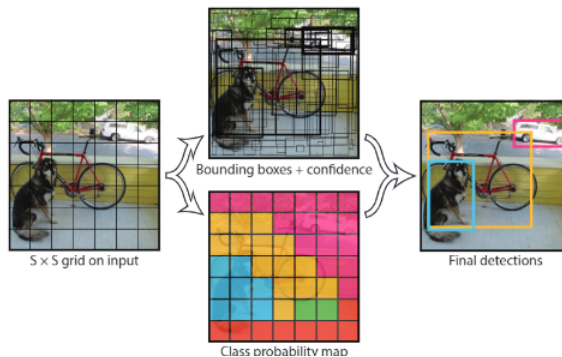 Bounding boxes + confidence
S × S grid on input
Final detections
Class probability map